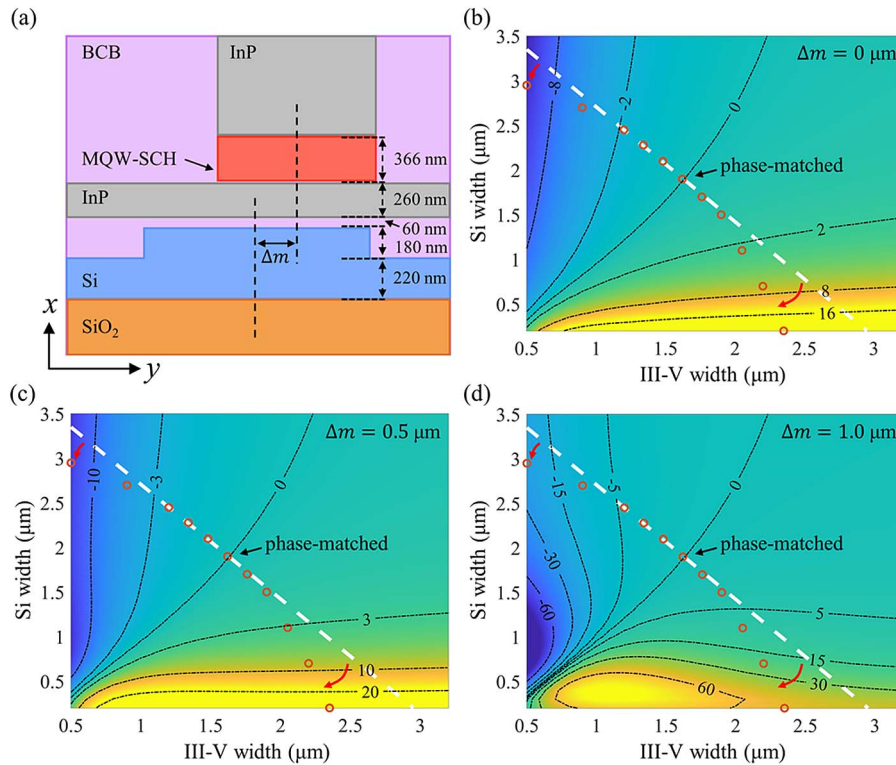 (a)
BCB
InP
MQW-SCH
366 nm
InP
260 nm
60 nm
180 nm
Δm
Si
220 nm
SiO2
x
y
(b)
Δm = 0 μm
3.5
3
2.5
2
1.5
1
0.5
Si width (μm)
-8
-2
0
phase-matched
2
8
16
0.5 1 1.5 2 2.5 3
III-V width (μm)
(c)
Δm = 0.5 μm
3.5
3
2.5
2
1.5
1
0.5
Si width (μm)
-10
-3
0
phase-matched
3
10
20
0.5 1 1.5 2 2.5 3
III-V width (μm)
(d)
Δm = 1.0 μm
3.5
3
2.5
2
1.5
1
0.5
Si width (μm)
-15
-5
0
-30
-60
phase-matched
5
15
30
60
0.5 1 1.5 2 2.5 3
III-V width (μm)